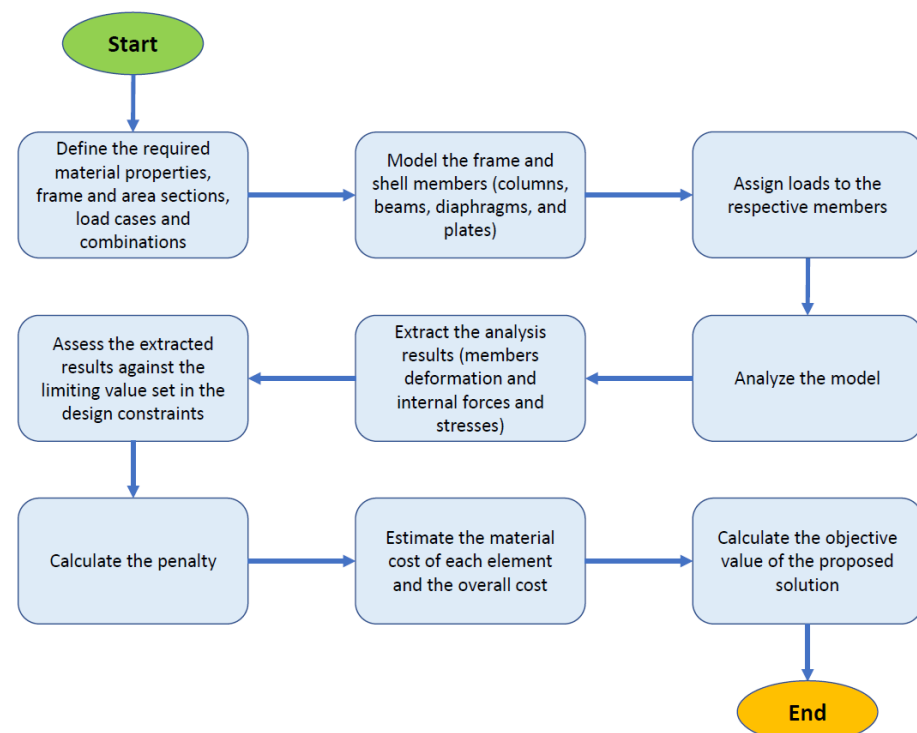 Start
Define the required
material properties,
frame and area sections,
load cases and
combinations
Model the frame and
shell members (columns,
beams, diaphragms, and
plates)
Assign loads to the
respective members
Analyze the model
Extract the analysis
results (members
deformation and
internal forces and
stresses)
Assess the extracted
results against the
limiting value set in the
design constraints
Calculate the penalty
Estimate the material
cost of each element
and the overall cost
Calculate the objective
value of the proposed
solution
End